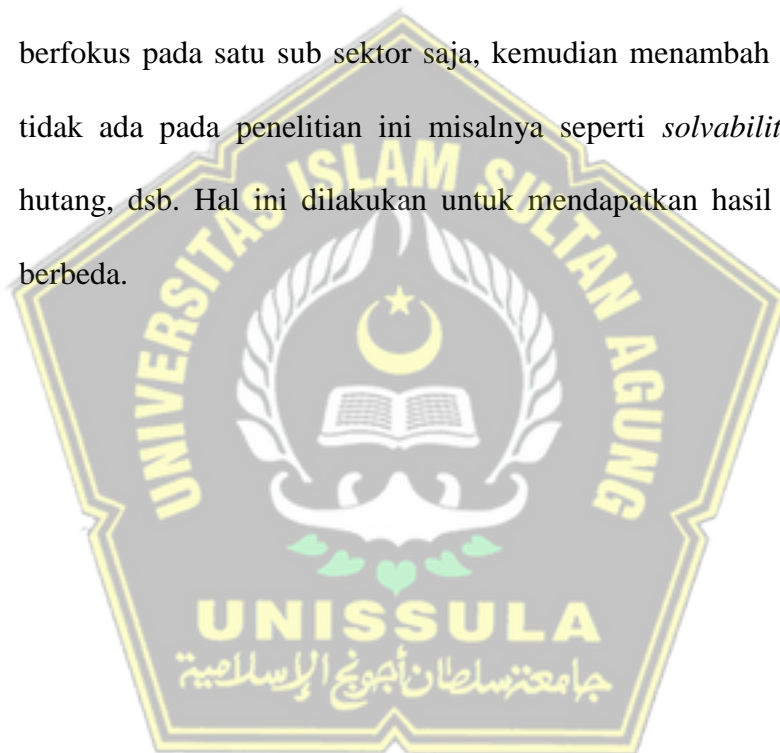 berfokus pada satu sub sektor saja, kemudian menambah
tidak ada pada penelitian ini misalnya seperti solvabilit
hutang, dsb. Hal ini dilakukan untuk mendapatkan hasil
berbeda.
UNIVERSITAS ISLAM SULTAN AGUNG
UNISSULA
جامعة سلطان أجونج الإسلامية